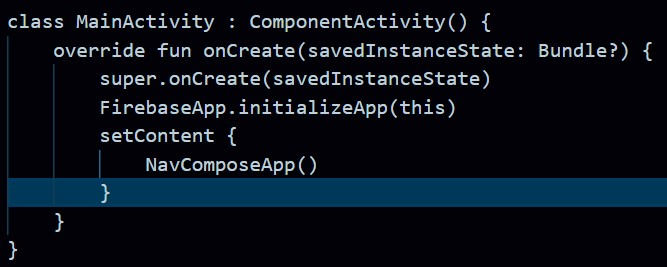 class MainActivity : ComponentActivity() {
    override fun onCreate(savedInstanceState: Bundle?) {
        super.onCreate(savedInstanceState)
        FirebaseApp.initializeApp(this)
        setContent {
            NavComposeApp()
        }
    }
}